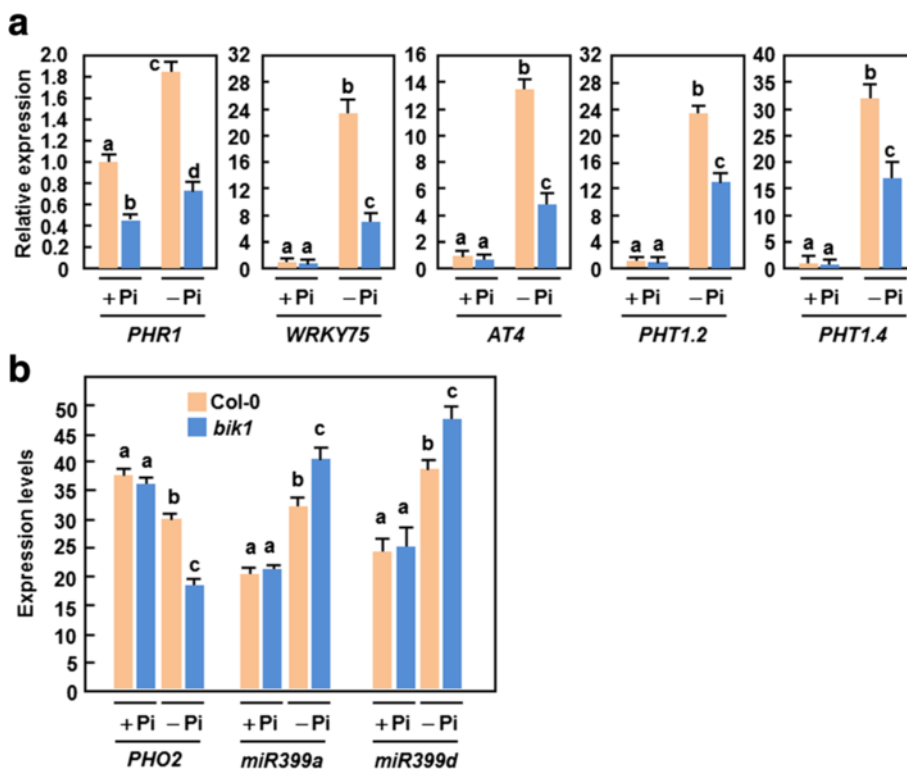 a
Relative expression
2.0 1.8 1.6 1.4 1.2 1.0 0.8 0.6 0.4 0.2 0
a b c d
+Pi −Pi
PHR1
32 28 24 20 16 12 8 4 0
a a b c
+Pi −Pi
WRKY75
16 14 12 10 8 6 4 2 0
a a b c
+Pi −Pi
AT4
32 28 24 20 16 12 8 4 0
a a b c
+Pi −Pi
PHT1.2
40 35 30 25 20 15 10 5 0
a a b c
+Pi −Pi
PHT1.4
b
Expression levels
50 45 40 35 30 25 20 15 10 5 0
Col-0
bik1
a a b c
+Pi −Pi
PHO2
a a b c
+Pi −Pi
miR399a
a a b c
+Pi −Pi
miR399d